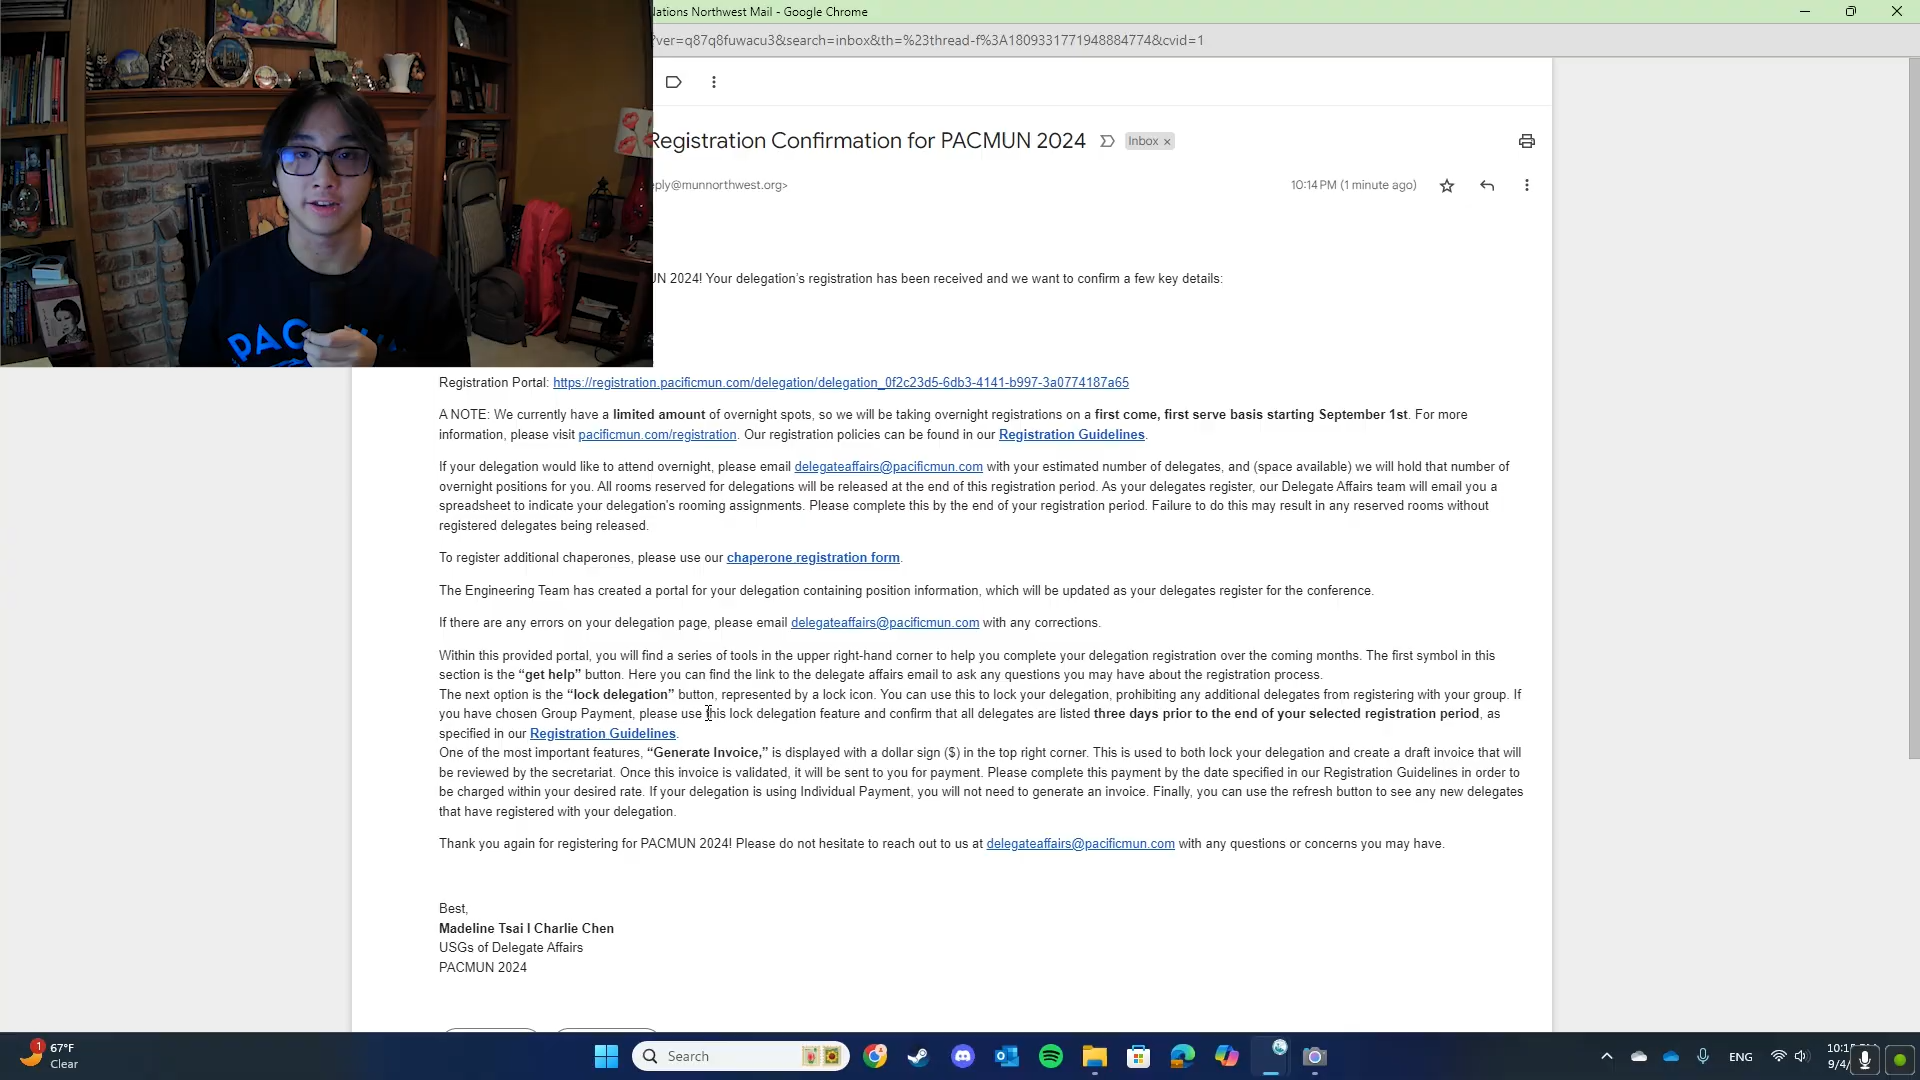 Nations Northwest Mail - Google Chrome
?ver=q87q8fuwacu3&search=inbox&th=%23thread-f%3A1809331771948884774&cvid=1
Registration Confirmation for PACMUN 2024
Inbox ×
eply@munnorthwest.org>
10:14 PM (1 minute ago)
UN 2024! Your delegation's registration has been received and we want to confirm a few key details:
PAC
Registration Portal: https://registration.pacificmun.com/delegation/delegation_0f2c23d5-6db3-4141-b997-3a0774187a65
A NOTE: We currently have a limited amount of overnight spots, so we will be taking overnight registrations on a first come, first serve basis starting September 1st. For more
information, please visit pacificmun.com/registration. Our registration policies can be found in our Registration Guidelines.
If your delegation would like to attend overnight, please email delegateaffairs@pacificmun.com with your estimated number of delegates, and (space available) we will hold that number of
overnight positions for you. All rooms reserved for delegations will be released at the end of this registration period. As your delegates register, our Delegate Affairs team will email you a
spreadsheet to indicate your delegation's rooming assignments. Please complete this by the end of your registration period. Failure to do this may result in any reserved rooms without
registered delegates being released.
To register additional chaperones, please use our chaperone registration form.
The Engineering Team has created a portal for your delegation containing position information, which will be updated as your delegates register for the conference.
If there are any errors on your delegation page, please email delegateaffairs@pacificmun.com with any corrections.
Within this provided portal, you will find a series of tools in the upper right-hand corner to help you complete your delegation registration over the coming months. The first symbol in this
section is the “get help” button. Here you can find the link to the delegate affairs email to ask any questions you may have about the registration process.
The next option is the “lock delegation” button, represented by a lock icon. You can use this to lock your delegation, prohibiting any additional delegates from registering with your group. If
you have chosen Group Payment, please use this lock delegation feature and confirm that all delegates are listed three days prior to the end of your selected registration period, as
specified in our Registration Guidelines.
One of the most important features, “Generate Invoice,” is displayed with a dollar sign ($) in the top right corner. This is used to both lock your delegation and create a draft invoice that will
be reviewed by the secretariat. Once this invoice is validated, it will be sent to you for payment. Please complete this payment by the date specified in our Registration Guidelines in order to
be charged within your desired rate. If your delegation is using Individual Payment, you will not need to generate an invoice. Finally, you can use the refresh button to see any new delegates
that have registered with your delegation.
Thank you again for registering for PACMUN 2024! Please do not hesitate to reach out to us at delegateaffairs@pacificmun.com with any questions or concerns you may have.
Best,
Madeline Tsai I Charlie Chen
USGs of Delegate Affairs
PACMUN 2024
1
67°F
Clear
Search
ENG
10:1
9/4/